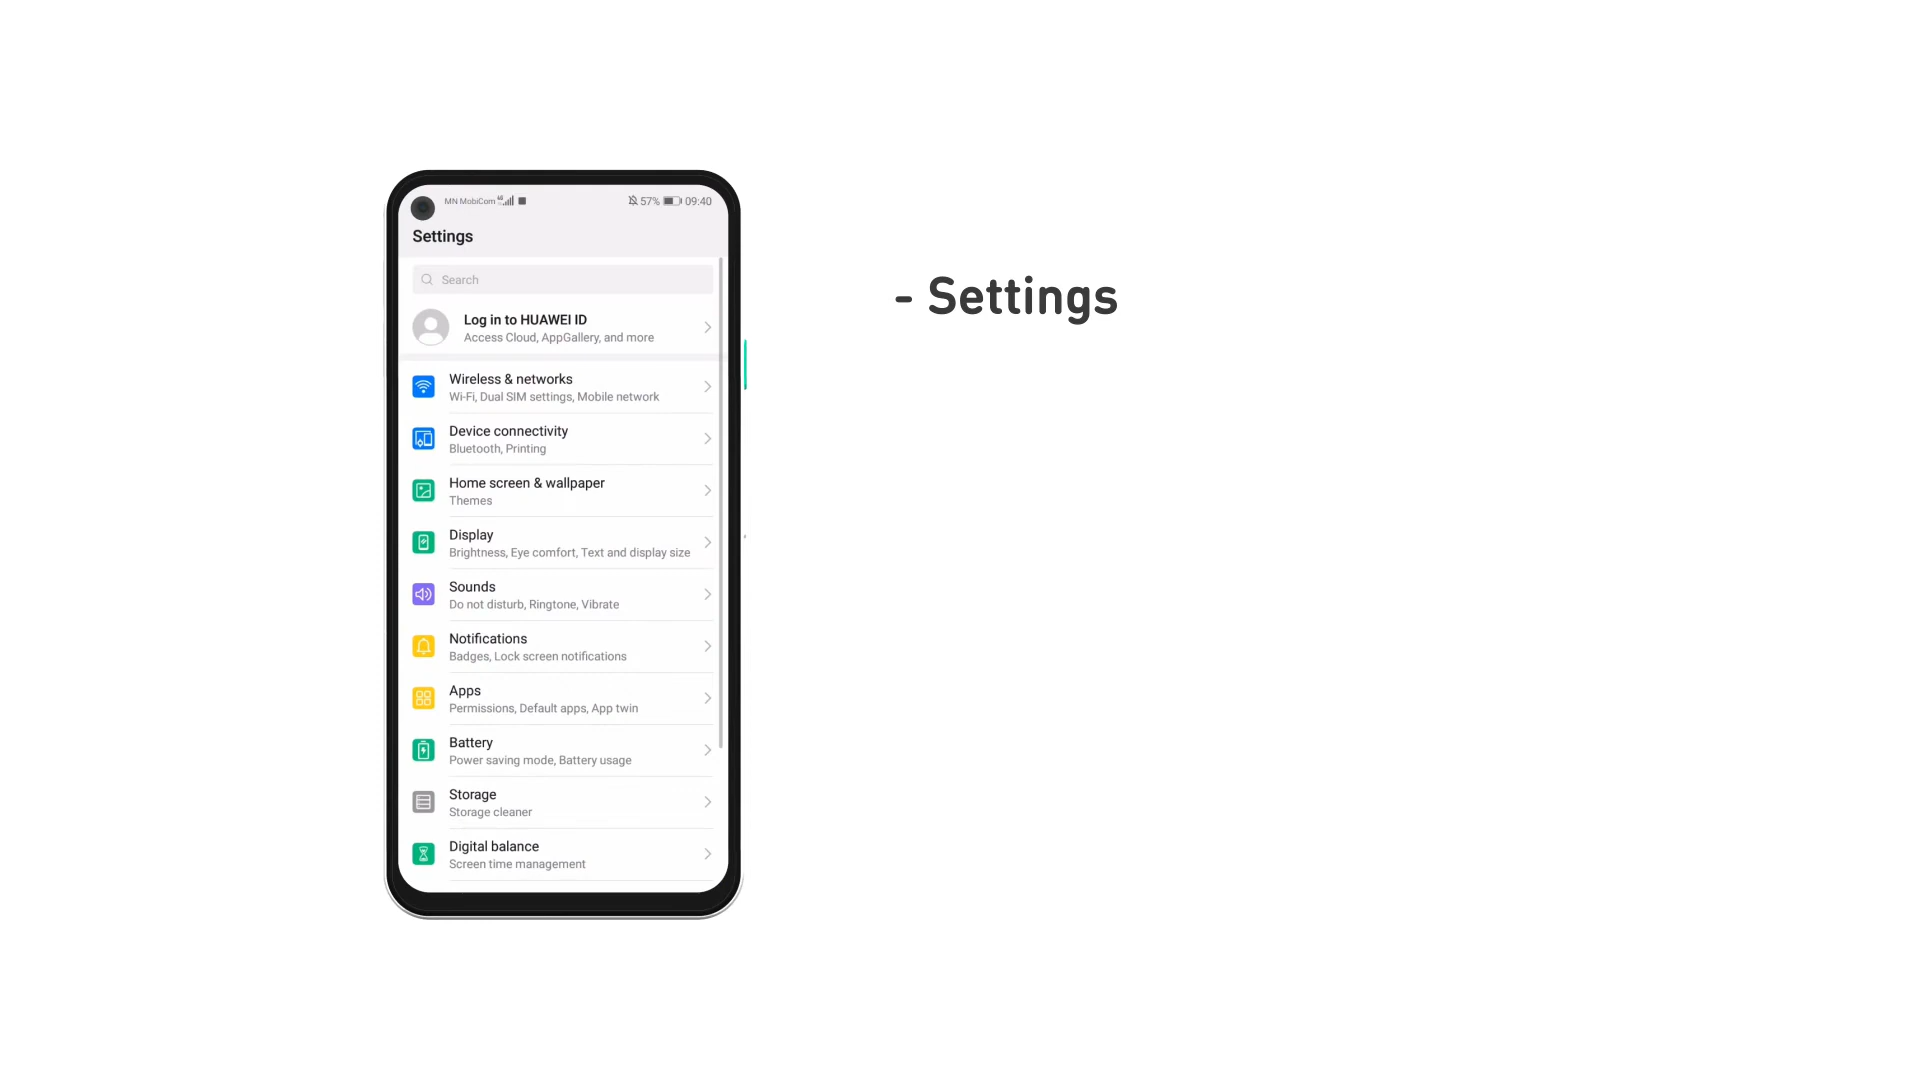 MN MobiCom 4G 57% 09:40
Settings
Search
Log in to HUAWEI ID
Access Cloud, AppGallery, and more
Wireless & networks
Wi-Fi, Dual SIM settings, Mobile network
Device connectivity
Bluetooth, Printing
Home screen & wallpaper
Themes
Display
Brightness, Eye comfort, Text and display size
Sounds
Do not disturb, Ringtone, Vibrate
Notifications
Badges, Lock screen notifications
Apps
Permissions, Default apps, App twin
Battery
Power saving mode, Battery usage
Storage
Storage cleaner
Digital balance
Screen time management
- Settings